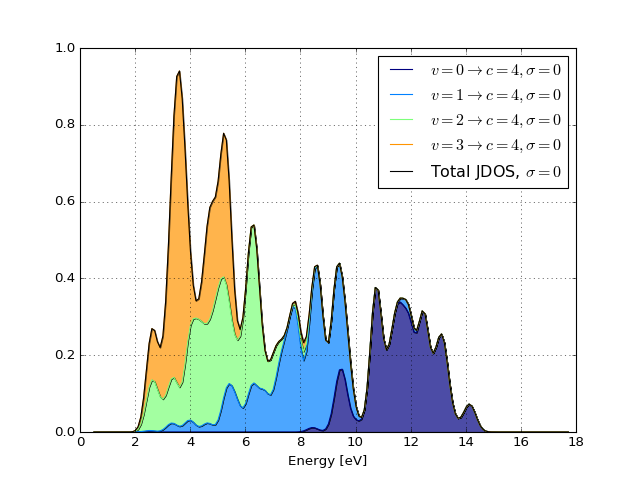 1.0
0.8
0.6
0.4
0.2
0.0
0 2 4 6 8 10 12 14 16 18
Energy [eV]
v = 0 → c = 4, σ = 0
v = 1 → c = 4, σ = 0
v = 2 → c = 4, σ = 0
v = 3 → c = 4, σ = 0
Total JDOS, σ = 0